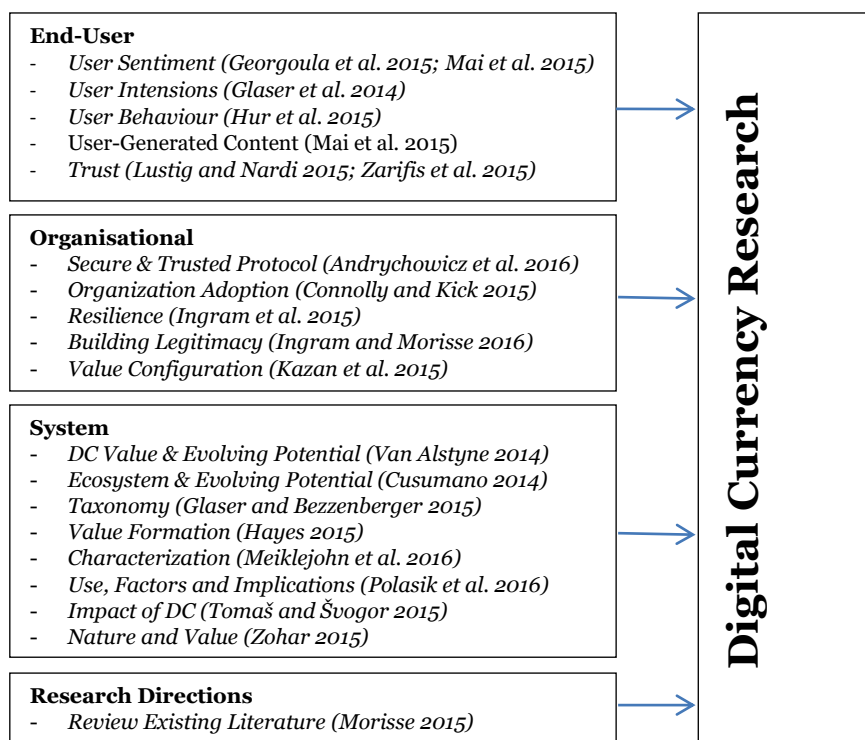 End-User
- User Sentiment (Georgoula et al. 2015; Mai et al. 2015)
- User Intensions (Glaser et al. 2014)
- User Behaviour (Hur et al. 2015)
- User-Generated Content (Mai et al. 2015)
- Trust (Lustig and Nardi 2015; Zarifis et al. 2015)
Organisational
- Secure & Trusted Protocol (Andrychowicz et al. 2016)
- Organization Adoption (Connolly and Kick 2015)
- Resilience (Ingram et al. 2015)
- Building Legitimacy (Ingram and Morisse 2016)
- Value Configuration (Kazan et al. 2015)
System
- DC Value & Evolving Potential (Van Alstyne 2014)
- Ecosystem & Evolving Potential (Cusumano 2014)
- Taxonomy (Glaser and Bezzenberger 2015)
- Value Formation (Hayes 2015)
- Characterization (Meiklejohn et al. 2016)
- Use, Factors and Implications (Polasik et al. 2016)
- Impact of DC (Tomaš and Švogor 2015)
- Nature and Value (Zohar 2015)
Research Directions
- Review Existing Literature (Morisse 2015)
Digital Currency Research